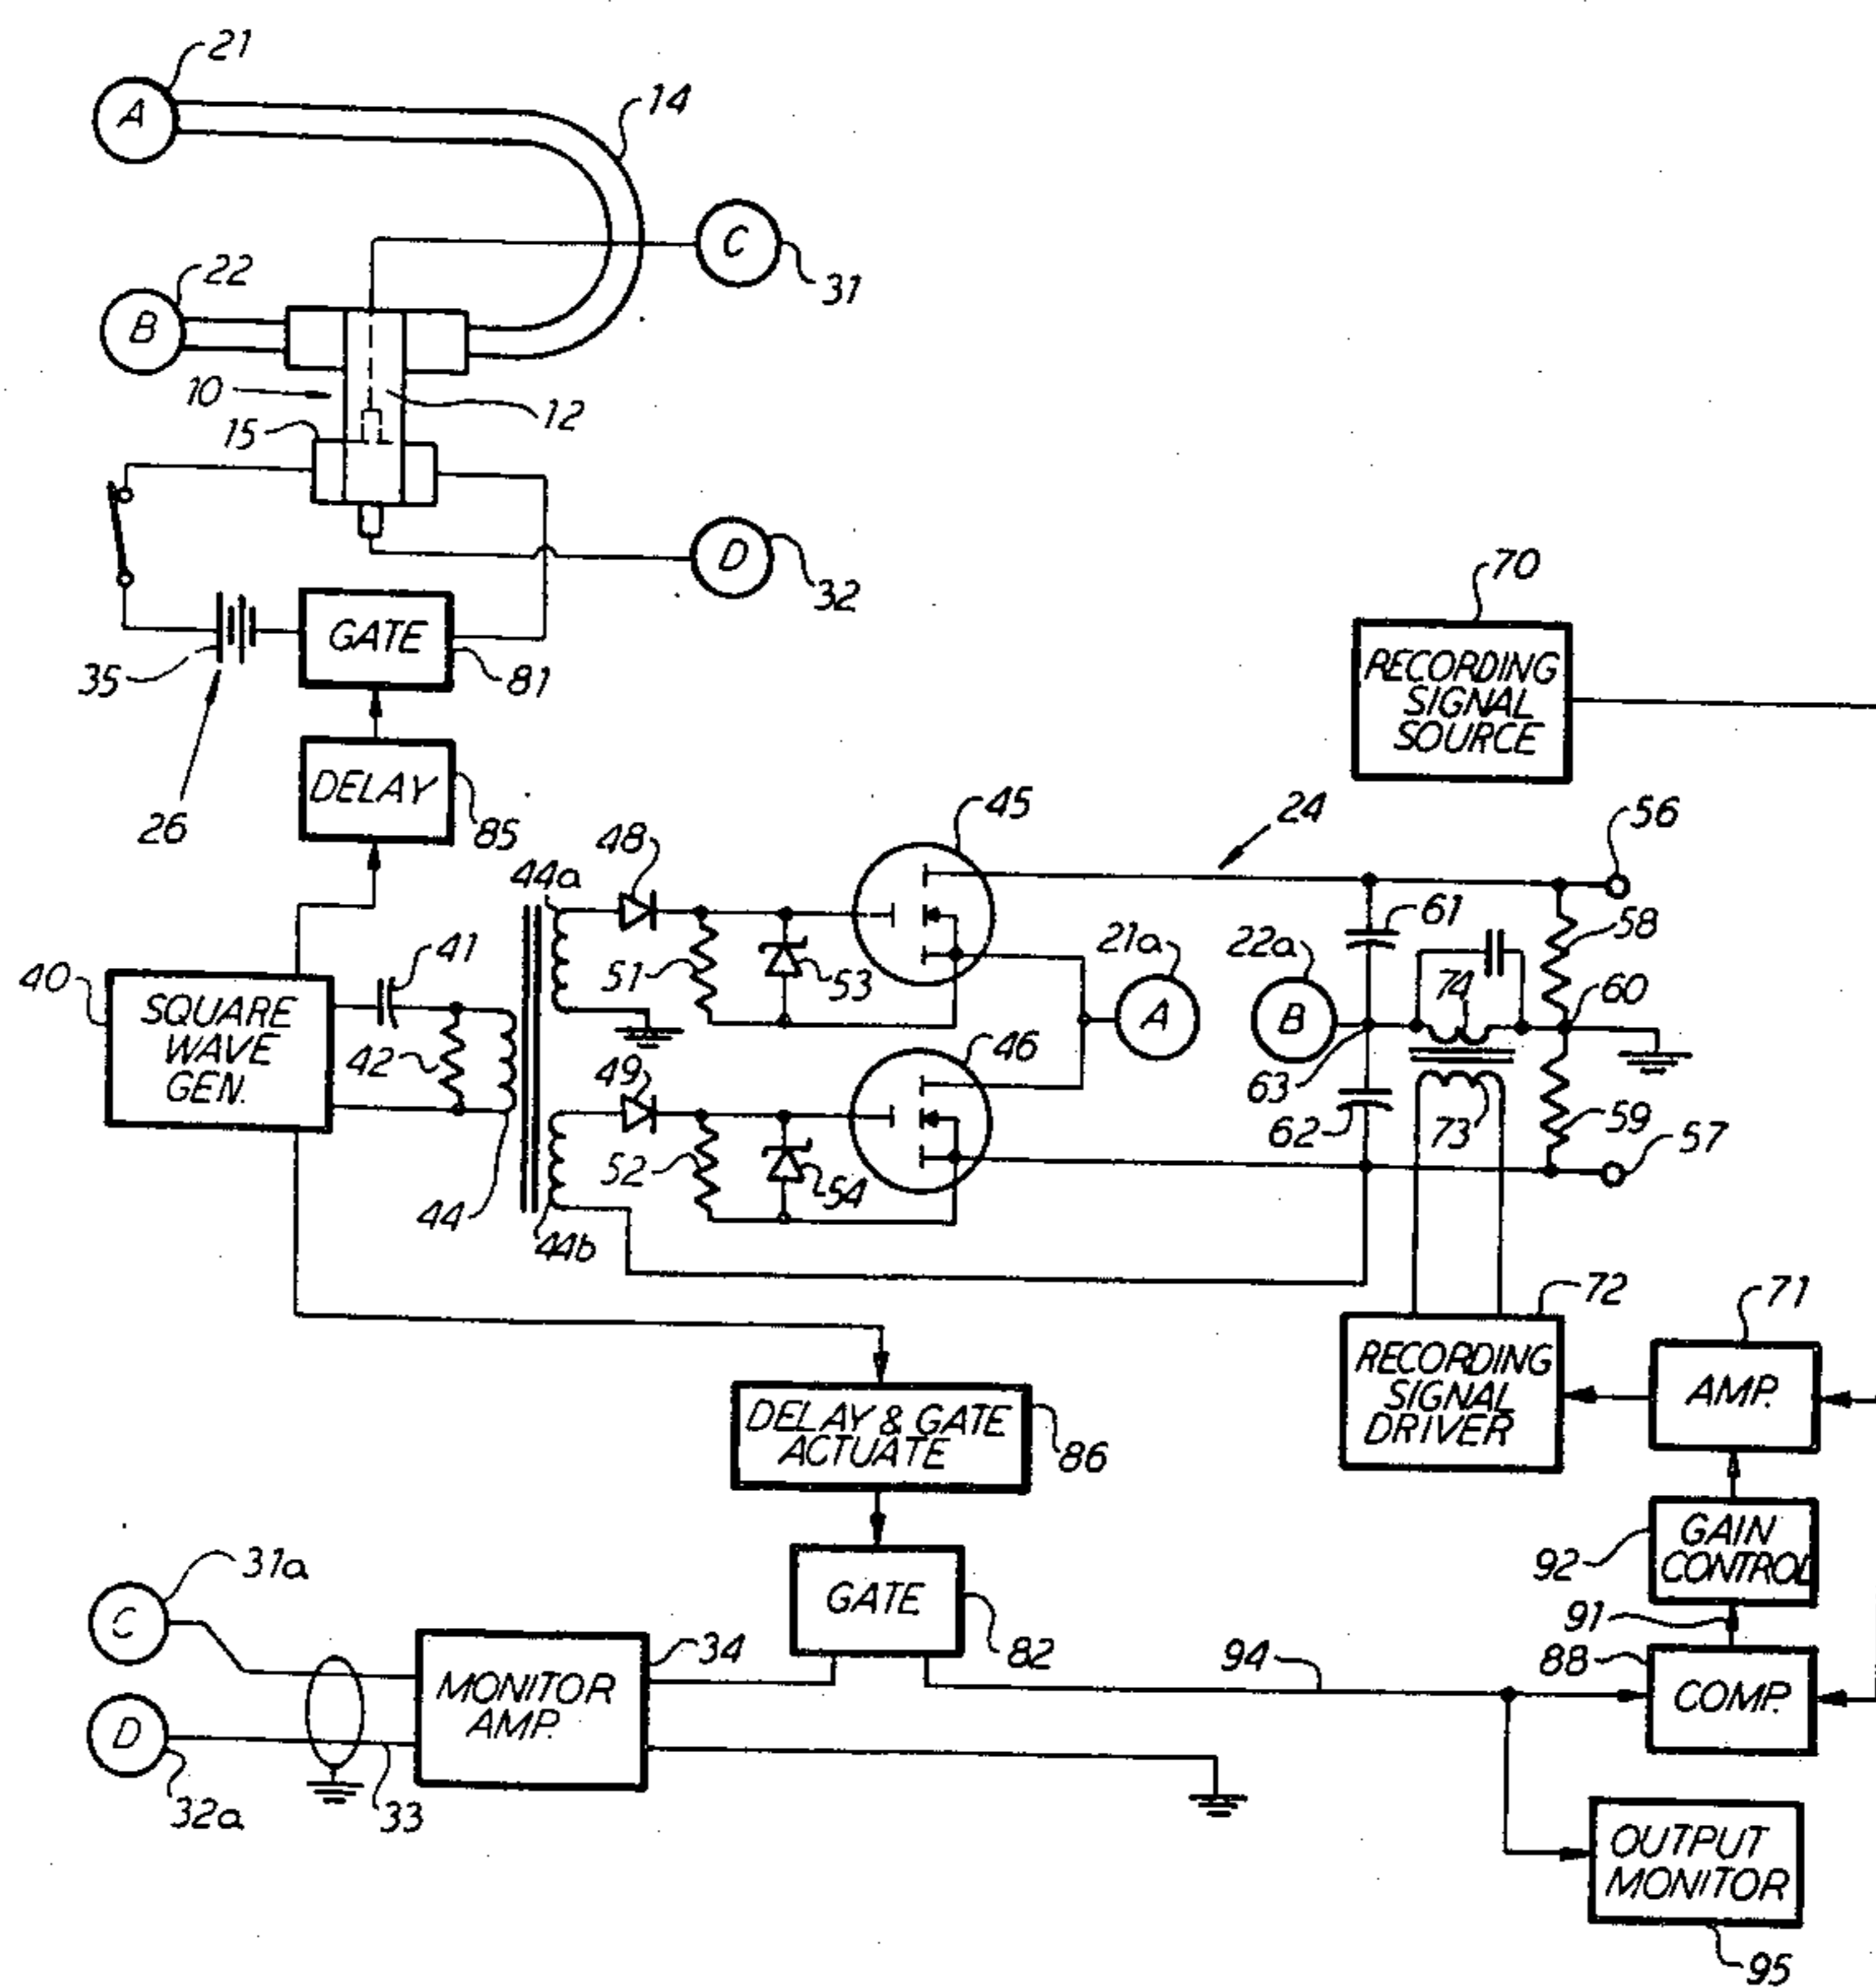 21
A
14
C
31
22
B
10
12
15
D
32
35
GATE
81
26
DELAY
85
70
RECORDING
SIGNAL
SOURCE
45
24
56
48
44a
61
58
21a
22a
51
53
A
B
74
60
40
41
SQUARE
WAVE
GEN.
42
46
49
63
62
73
59
57
52
54
44
44b
72
71
RECORDING
SIGNAL
DRIVER
AMP.
DELAY & GATE
ACTUATE
86
92
GAIN
CONTROL
31a
C
GATE
82
91
34
MONITOR
AMP.
94
88
COMP.
D
32a
33
OUTPUT
MONITOR
95